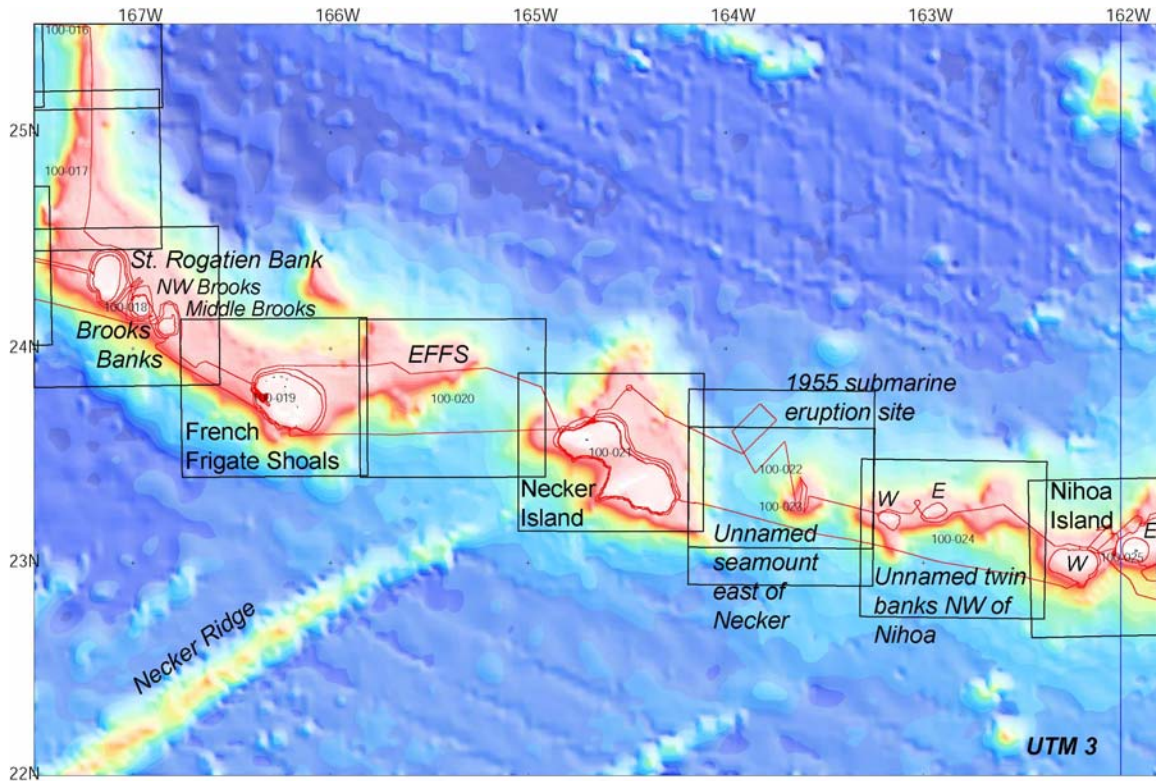 167W
166W
165W
164W
163W
162W
100-016
25N
100-017
St. Rogatien Bank
NW Brooks
100-018
Middle Brooks
Brooks
Banks
24N
EFFS
1955 submarine
eruption site
100-019
100-020
French
Frigate Shoals
100-021
100-022
100-023
Necker
Island
W
E
100-024
Nihoa
Island
E
W
100-025
23N
Unnamed
seamount
east of
Necker
Unnamed twin
banks NW of
Nihoa
Necker Ridge
UTM 3
22N